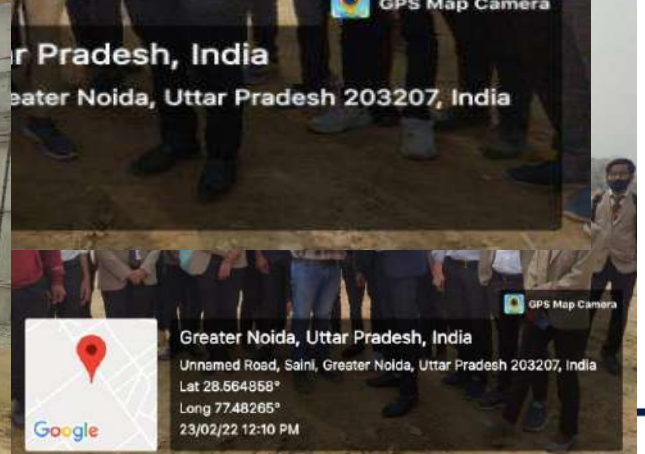 GPS Map Camera
r Pradesh, India
eater Noida, Uttar Pradesh 203207, India
GPS Map Camera
Greater Noida, Uttar Pradesh, India
Unnamed Road, Saini, Greater Noida, Uttar Pradesh 203207, India
Lat 28.564858°
Long 77.48265°
23/02/22 12:10 PM
Google